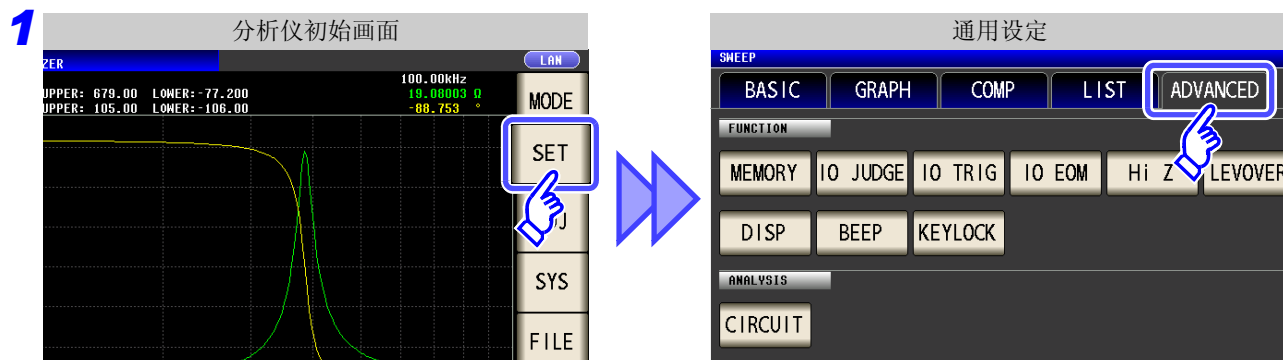 1
分析仪初始画面
ZER
LAN
100.00kHz
UPPER: 679.00 LOWER:-77.200 19.08003 Ω
UPPER: 105.00 LOWER:-106.00 -88.753 °
MODE
SET
SYS
FILE
通用设定
SWEEP
BASIC GRAPH COMP LIST ADVANCED
FUNCTION
MEMORY IO JUDGE IO TRIG IO EOM Hi Z LEVOVER
DISP BEEP KEYLOCK
ANALYSIS
CIRCUIT